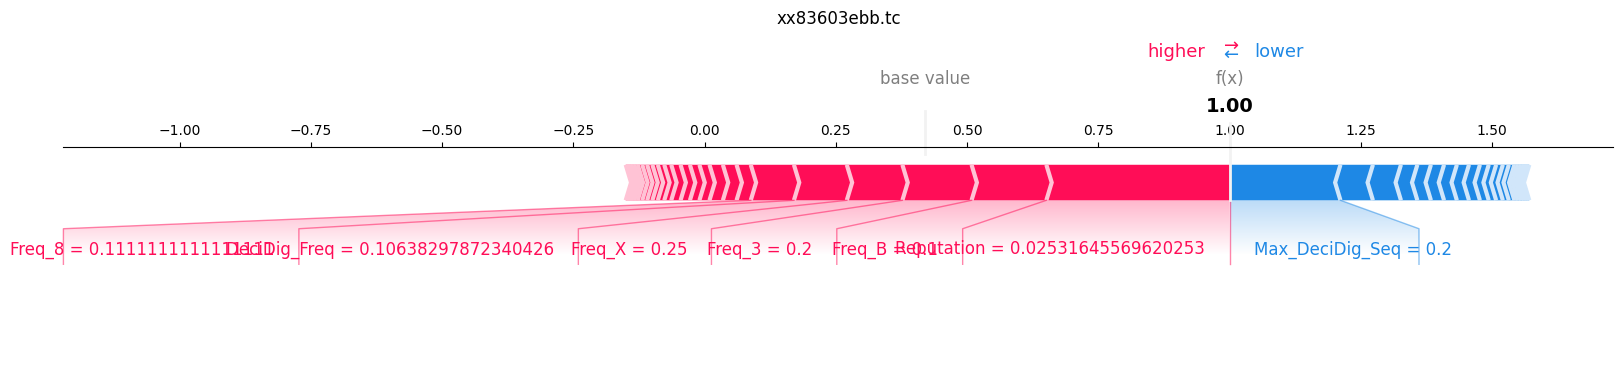 xx83603ebb.tc
higher ⇄ lower
base value f(x)
1.00
−1.00 −0.75 −0.50 −0.25 0.00 0.25 0.50 0.75 1.00 1.25 1.50
Freq_8 = 0.1111111111111111 DeciDig_Freq = 0.10638297872340426 Freq_X = 0.25 Freq_3 = 0.2 Freq_B = 0.1 Reputation = 0.02531645569620253 Max_DeciDig_Seq = 0.2